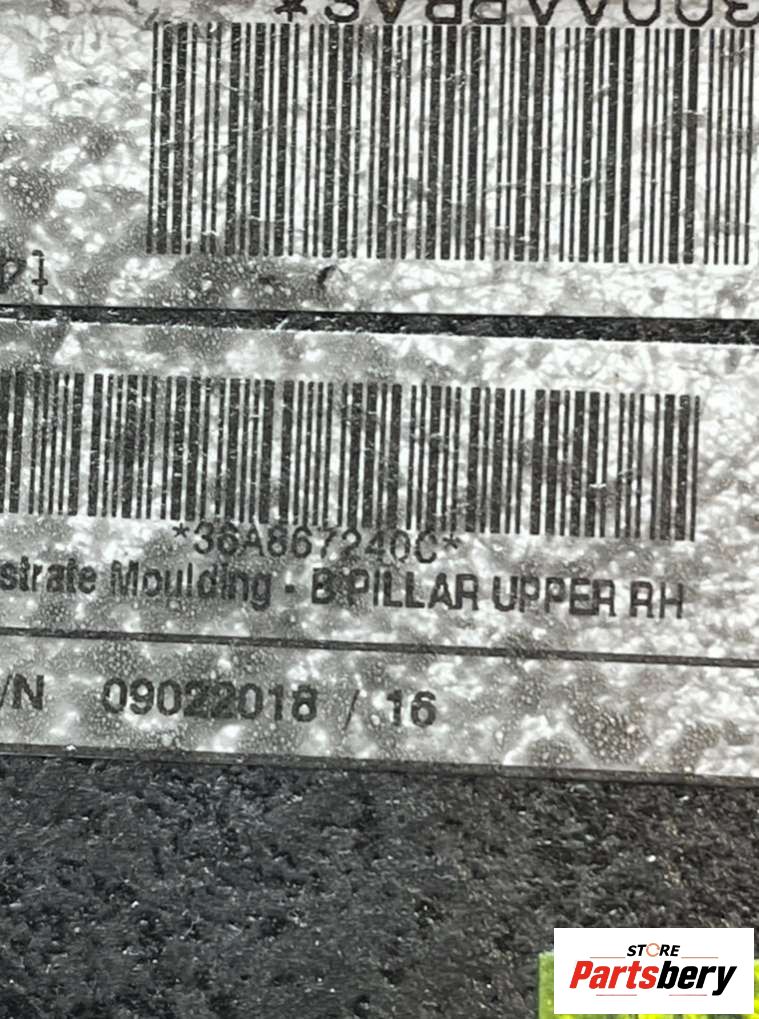 *36A867240C*
strate Moulding - B PILLAR UPPER RH
/N 09022018 / 16
STORE
Partsbery